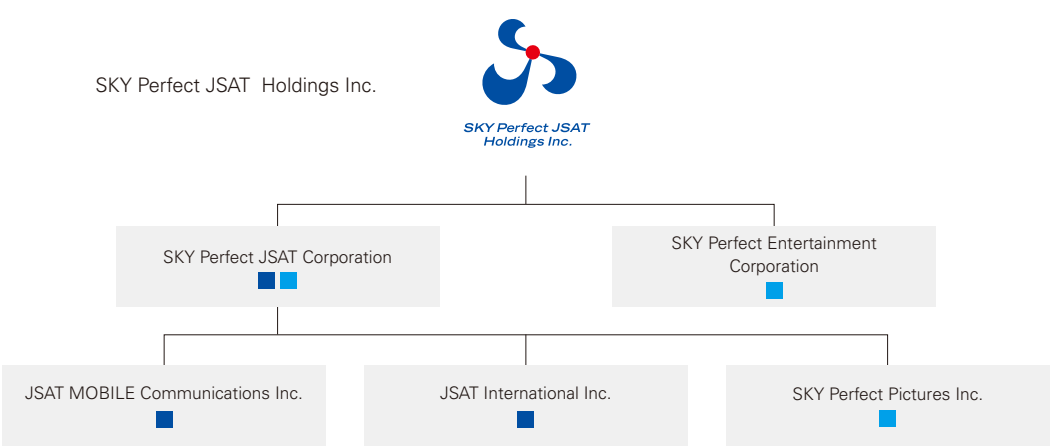 SKY Perfect JSAT Holdings Inc.
SKY Perfect JSAT
Holdings Inc.
SKY Perfect JSAT Corporation
SKY Perfect Entertainment
Corporation
JSAT MOBILE Communications Inc.
JSAT International Inc.
SKY Perfect Pictures Inc.